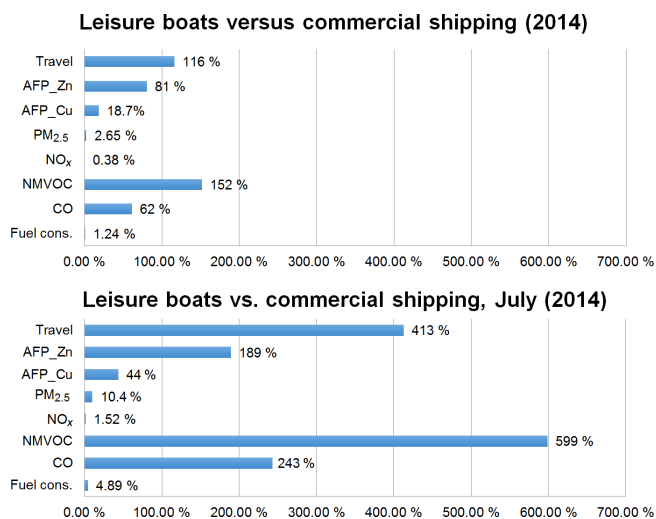 Leisure boats versus commercial shipping (2014)
Travel 116 %
AFP_Zn 81 %
AFP_Cu 18.7%
PM2.5 2.65 %
NOx 0.38 %
NMVOC 152 %
CO 62 %
Fuel cons. 1.24 %
0.00 % 100.00 % 200.00 % 300.00 % 400.00 % 500.00 % 600.00 % 700.00 %
Leisure boats vs. commercial shipping, July (2014)
Travel 413 %
AFP_Zn 189 %
AFP_Cu 44 %
PM2.5 10.4 %
NOx 1.52 %
NMVOC 599 %
CO 243 %
Fuel cons. 4.89 %
0.00 % 100.00 % 200.00 % 300.00 % 400.00 % 500.00 % 600.00 % 700.00 %